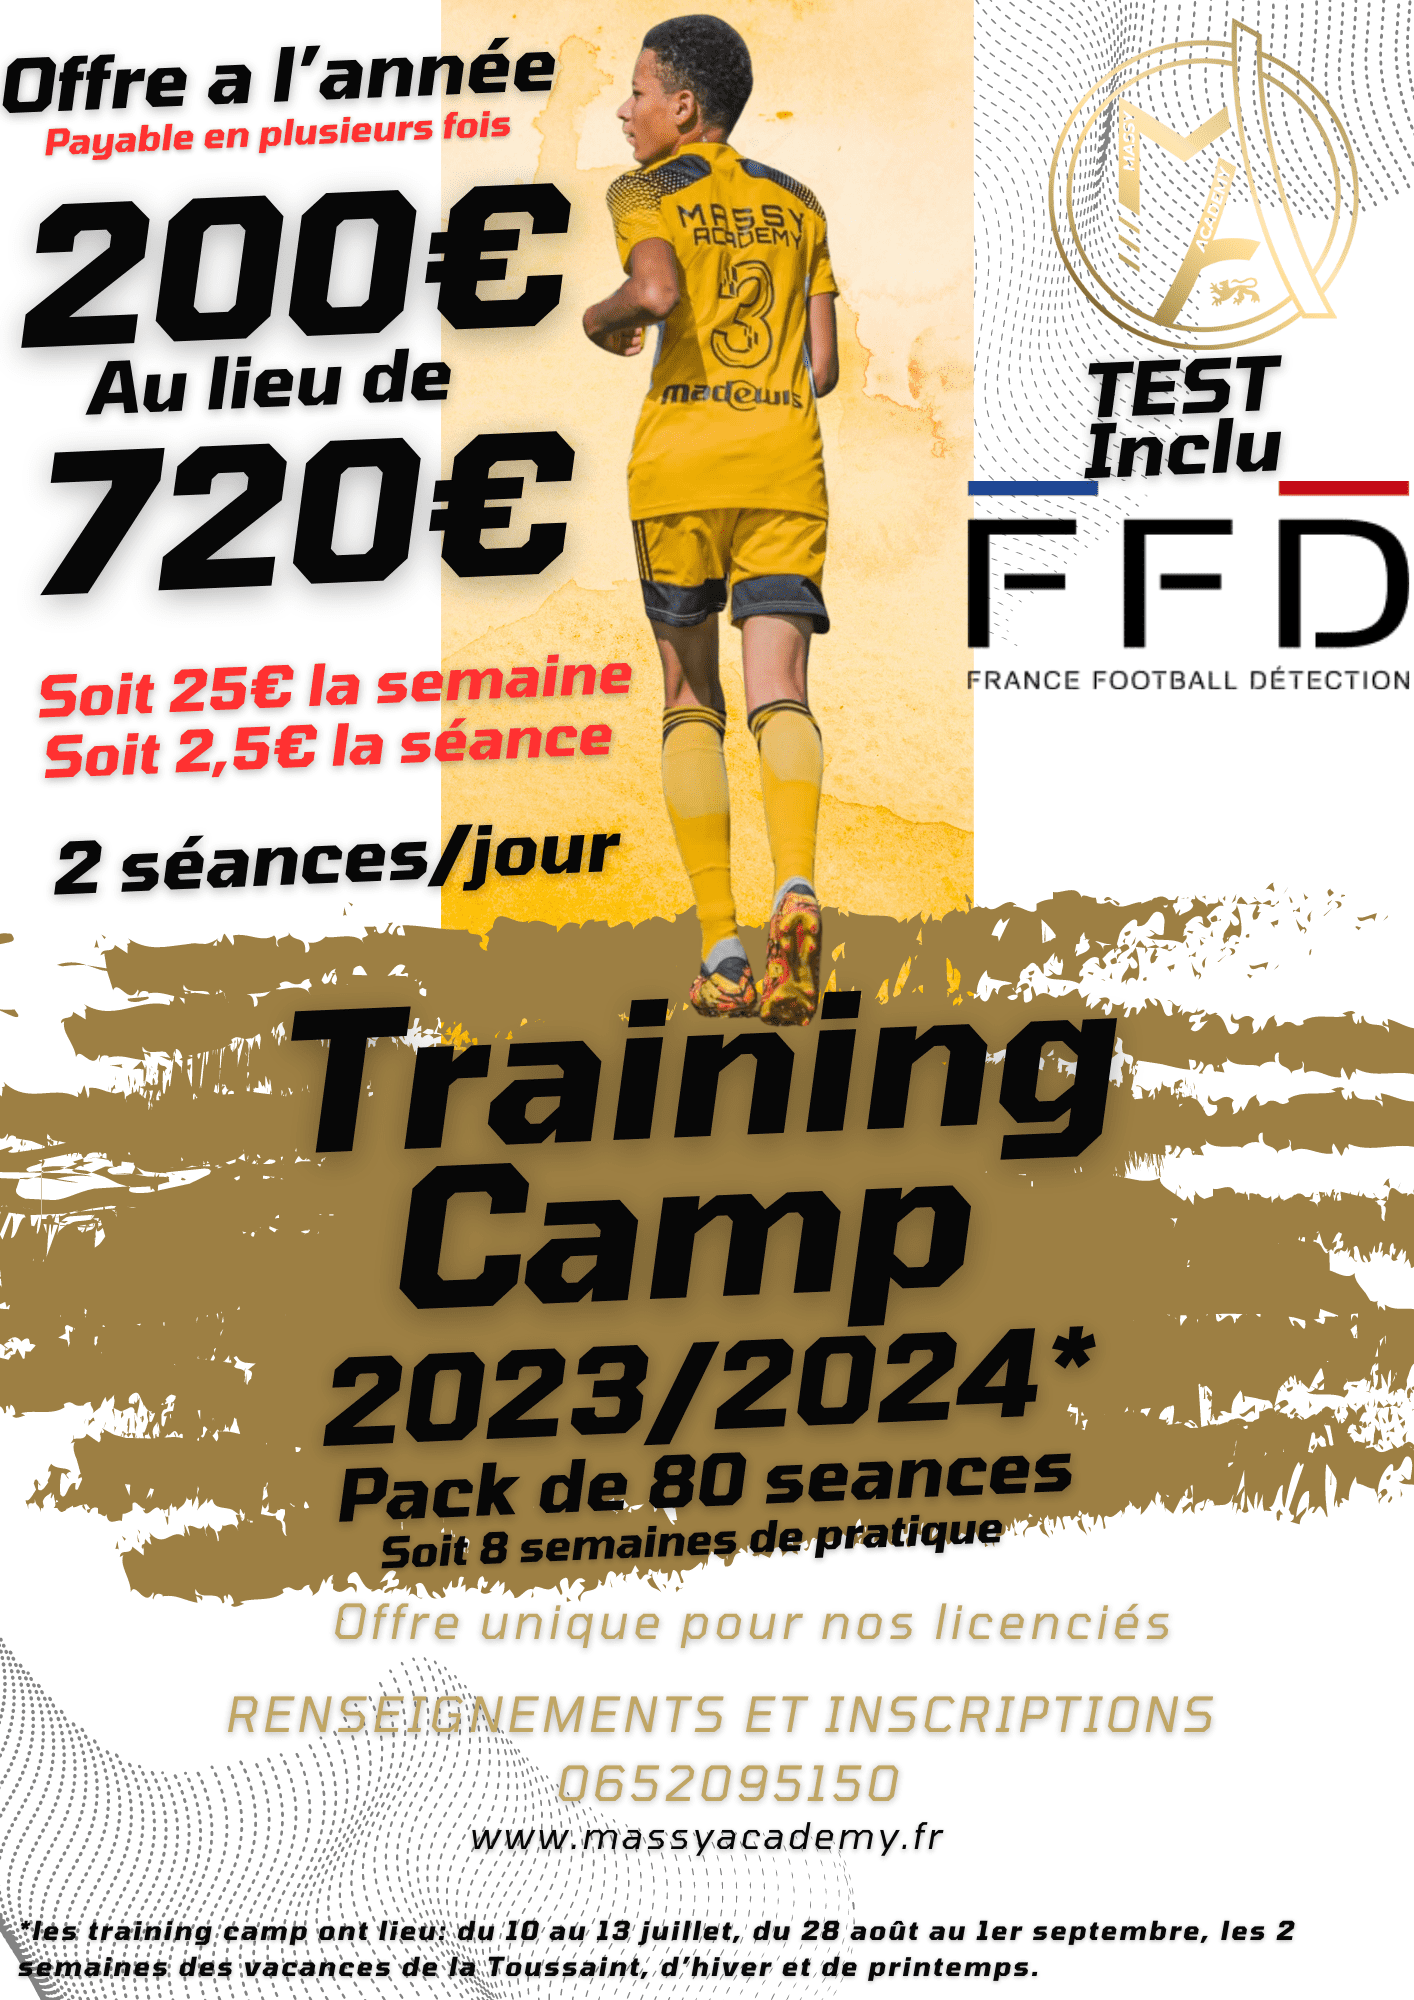 Offre a l'année
Payable en plusieurs fois
200€
Au lieu de
720€
Soit 25€ la semaine
Soit 2,5€ la séance
2 séances/jour
MASSY
ACADEMY
3
madewis
MASSY
ACADEMY
TEST
Inclu
FFD
FRANCE FOOTBALL DÉTECTION
Training
Camp
2023/2024*
Pack de 80 seances
Soit 8 semaines de pratique
Offre unique pour nos licenciés
RENSEIGNEMENTS ET INSCRIPTIONS
0652095150
www.massyacademy.fr
*les training camp ont lieu: du 10 au 13 juillet, du 28 août au 1er septembre, les 2
semaines des vacances de la Toussaint, d'hiver et de printemps.